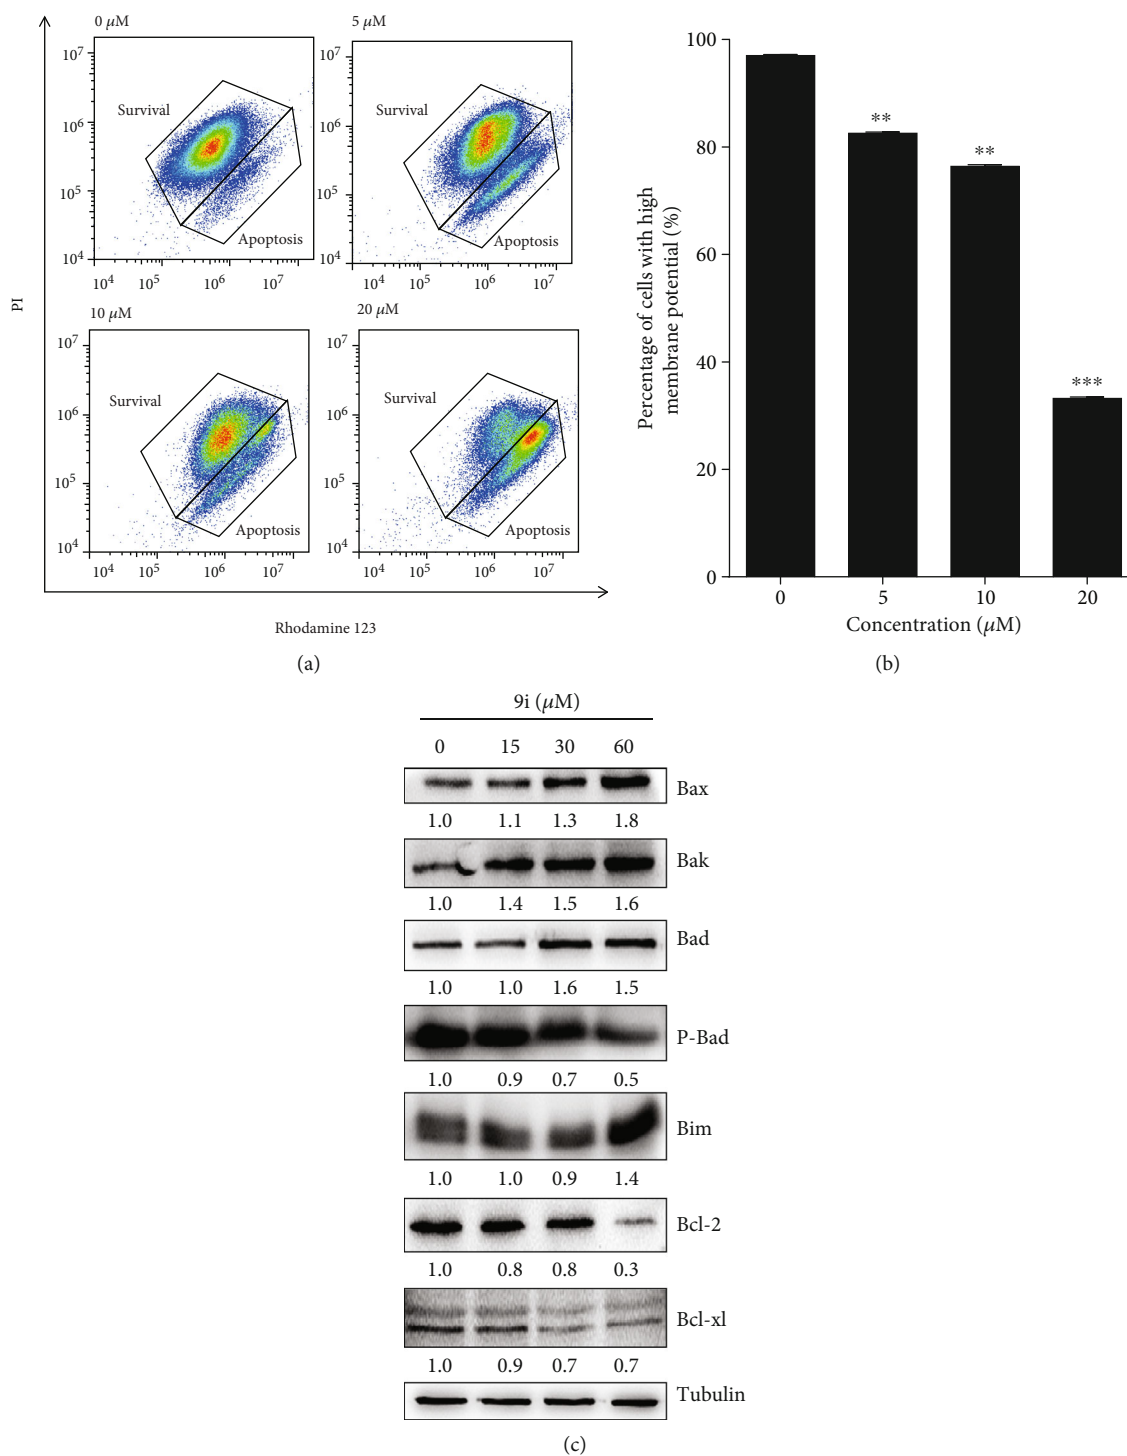 0 μM
5 μM
10⁷
10⁶
10⁵
10⁴
Survival
Apoptosis
10⁴ 10⁵ 10⁶ 10⁷
10⁷
10⁶
10⁵
10⁴
Survival
Apoptosis
10⁴ 10⁵ 10⁶ 10⁷
10 μM
20 μM
10⁷
10⁶
10⁵
10⁴
Survival
Apoptosis
10⁴ 10⁵ 10⁶ 10⁷
10⁷
10⁶
10⁵
10⁴
Survival
Apoptosis
10⁴ 10⁵ 10⁶ 10⁷
PI
Rhodamine 123
(a)
Percentage of cells with high
membrane potential (%)
100
80
60
40
20
0
**
**
***
0 5 10 20
Concentration (μM)
(b)
9i (μM)
0 15 30 60
Bax
1.0 1.1 1.3 1.8
Bak
1.0 1.4 1.5 1.6
Bad
1.0 1.0 1.6 1.5
P-Bad
1.0 0.9 0.7 0.5
Bim
1.0 1.0 0.9 1.4
Bcl-2
1.0 0.8 0.8 0.3
Bcl-xl
1.0 0.9 0.7 0.7
Tubulin
(c)